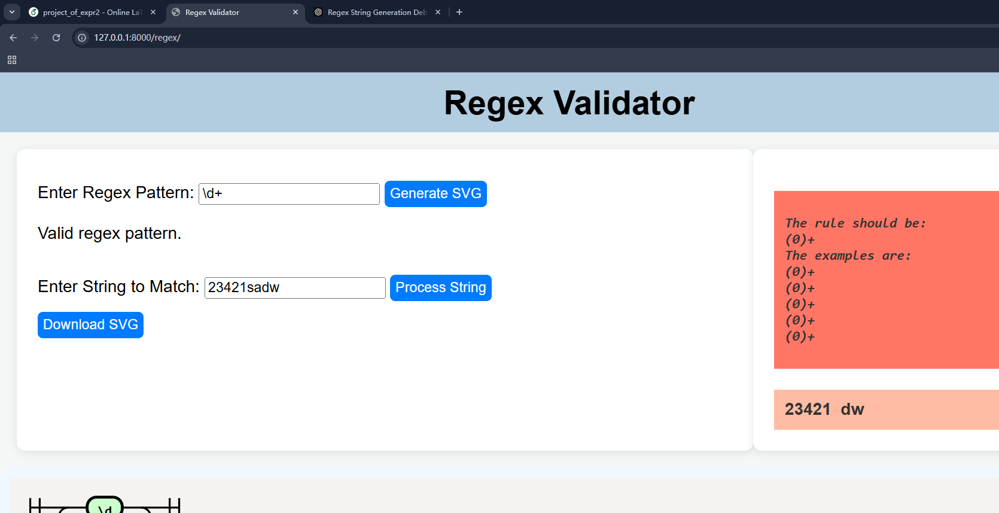 project_of_expr2 - Online La
Regex Validator
Regex String Generation Deb
127.0.0.1:8000/regex/
Regex Validator
Enter Regex Pattern: \d+ Generate SVG
Valid regex pattern.
Enter String to Match: 23421sadw Process String
Download SVG
The rule should be:
(0)+
The examples are:
(0)+
(0)+
(0)+
(0)+
(0)+
23421 dw
\d